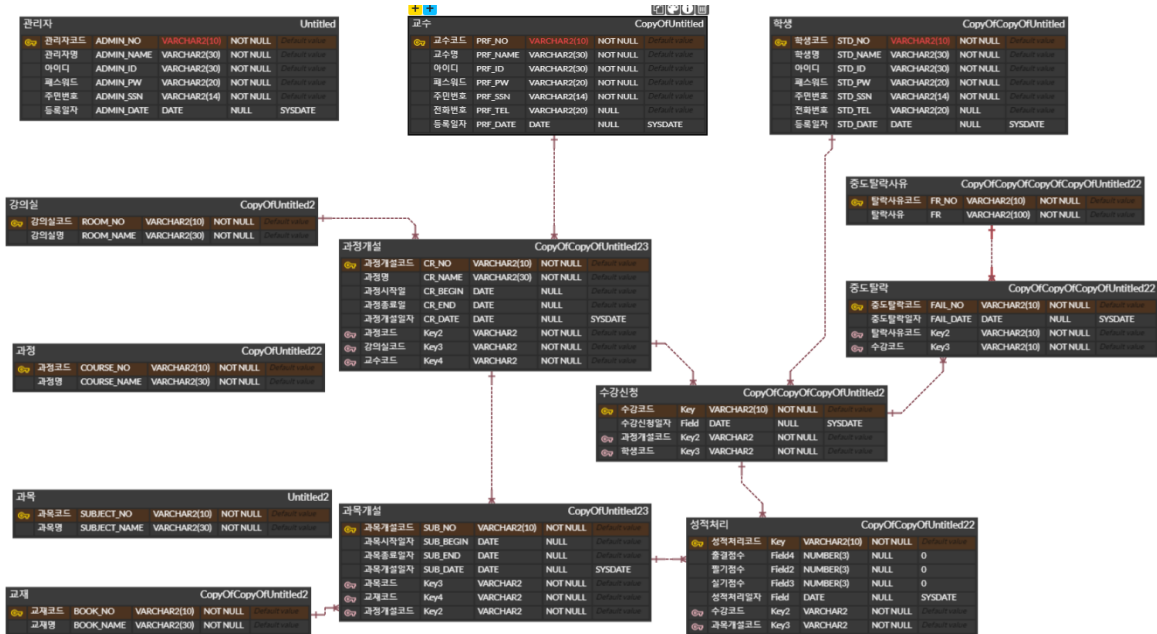 관리자 Untitled
관리자코드 ADMIN_NO VARCHAR2(10) NOT NULL Default value
관리자명 ADMIN_NAME VARCHAR2(30) NOT NULL Default value
아이디 ADMIN_ID VARCHAR2(30) NOT NULL Default value
패스워드 ADMIN_PW VARCHAR2(20) NOT NULL Default value
주민번호 ADMIN_SSN VARCHAR2(14) NOT NULL Default value
등록일자 ADMIN_DATE DATE NULL SYSDATE
교수 CopyOfUntitled
교수코드 PRF_NO VARCHAR2(10) NOT NULL Default value
교수명 PRF_NAME VARCHAR2(30) NOT NULL Default value
아이디 PRF_ID VARCHAR2(30) NOT NULL Default value
패스워드 PRF_PW VARCHAR2(20) NOT NULL Default value
주민번호 PRF_SSN VARCHAR2(14) NOT NULL Default value
전화번호 PRF_TEL VARCHAR2(20) NULL Default value
등록일자 PRF_DATE DATE NULL SYSDATE
학생 CopyOfCopyOfUntitled
학생코드 STD_NO VARCHAR2(10) NOT NULL Default value
학생명 STD_NAME VARCHAR2(30) NOT NULL Default value
아이디 STD_ID VARCHAR2(30) NOT NULL Default value
패스워드 STD_PW VARCHAR2(20) NOT NULL Default value
주민번호 STD_SSN VARCHAR2(14) NOT NULL Default value
전화번호 STD_TEL VARCHAR2(20) NULL Default value
등록일자 STD_DATE DATE NULL SYSDATE
중도탈락사유 CopyOfCopyOfCopyOfCopyOfUntitled22
탈락사유코드 FR_NO VARCHAR2(10) NOT NULL Default value
탈락사유 FR VARCHAR2(100) NOT NULL Default value
강의실 CopyOfUntitled2
강의실코드 ROOM_NO VARCHAR2(10) NOT NULL Default value
강의실명 ROOM_NAME VARCHAR2(30) NOT NULL Default value
과정개설 CopyOfCopyOfUntitled23
과정개설코드 CR_NO VARCHAR2(10) NOT NULL Default value
과정명 CR_NAME VARCHAR2(30) NOT NULL Default value
과정시작일 CR_BEGIN DATE NULL Default value
과정종료일 CR_END DATE NULL Default value
과정개설일자 CR_DATE DATE NULL SYSDATE
과정코드 Key2 VARCHAR2 NOT NULL Default value
강의실코드 Key3 VARCHAR2 NOT NULL Default value
교수코드 Key4 VARCHAR2 NOT NULL Default value
중도탈락 CopyOfCopyOfCopyOfUntitled22
중도탈락코드 FAIL_NO VARCHAR2(10) NOT NULL Default value
중도탈락일자 FAIL_DATE DATE NULL SYSDATE
탈락사유코드 Key2 VARCHAR2(10) NOT NULL Default value
수강코드 Key3 VARCHAR2(10) NOT NULL Default value
과정 CopyOfUntitled22
과정코드 COURSE_NO VARCHAR2(10) NOT NULL Default value
과정명 COURSE_NAME VARCHAR2(30) NOT NULL Default value
수강신청 CopyOfCopyOfCopyOfUntitled2
수강코드 Key VARCHAR2(10) NOT NULL Default value
수강신청일자 Field DATE NULL SYSDATE
과정개설코드 Key2 VARCHAR2 NOT NULL Default value
학생코드 Key3 VARCHAR2 NOT NULL Default value
과목 Untitled2
과목코드 SUBJECT_NO VARCHAR2(10) NOT NULL Default value
과목명 SUBJECT_NAME VARCHAR2(30) NOT NULL Default value
과목개설 CopyOfUntitled23
과목개설코드 SUB_NO VARCHAR2(10) NOT NULL Default value
과목시작일자 SUB_BEGIN DATE NULL Default value
과목종료일자 SUB_END DATE NULL Default value
과목개설일자 SUB_DATE DATE NULL SYSDATE
과목코드 Key3 VARCHAR2 NOT NULL Default value
교재코드 Key4 VARCHAR2 NOT NULL Default value
과정개설코드 Key2 VARCHAR2 NOT NULL Default value
성적처리 CopyOfCopyOfUntitled22
성적처리코드 Key VARCHAR2(10) NOT NULL Default value
출결점수 Field4 NUMBER(3) NULL 0
필기점수 Field2 NUMBER(3) NULL 0
실기점수 Field3 NUMBER(3) NULL 0
성적처리일자 Field DATE NULL SYSDATE
수강코드 Key2 VARCHAR2 NOT NULL Default value
과목개설코드 Key3 VARCHAR2 NOT NULL Default value
교재 CopyOfCopyOfUntitled2
교재코드 BOOK_NO VARCHAR2(10) NOT NULL Default value
교재명 BOOK_NAME VARCHAR2(30) NOT NULL Default value